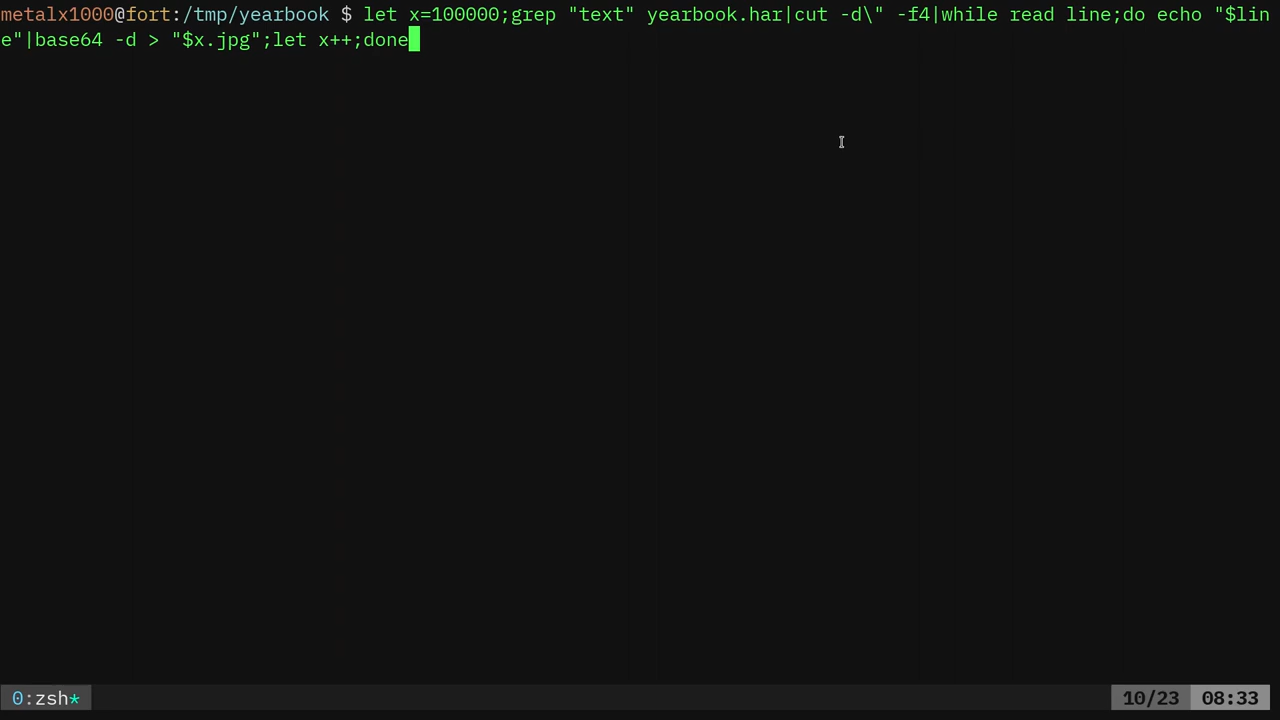 metalx1000@fort:/tmp/yearbook $ let x=100000;grep "text" yearbook.har|cut -d\" -f4|while read line;do echo "$lin
e"|base64 -d > "$x.jpg";let x++;done
0:zsh* 10/23 08:33